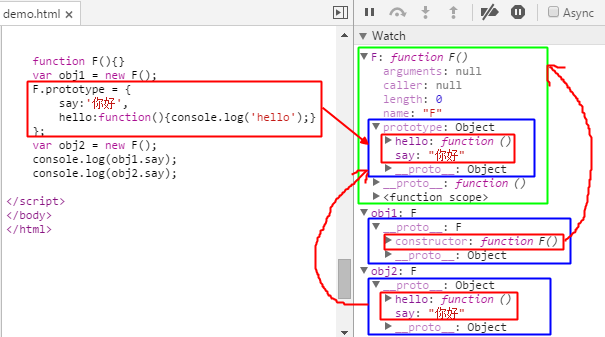 demo.html
function F(){}
var obj1 = new F();
F.prototype = {
say:'你好',
hello:function(){console.log('hello');}
};
var obj2 = new F();
console.log(obj1.say);
console.log(obj2.say);
</script>
</body>
</html>
Async
Watch
F: function F()
arguments: null
caller: null
length: 0
name: "F"
prototype: Object
hello: function ()
say: "你好"
__proto__: Object
__proto__: function ()
<function scope>
obj1: F
__proto__: F
constructor: function F()
__proto__: Object
obj2: F
__proto__: Object
hello: function ()
say: "你好"
__proto__: Object